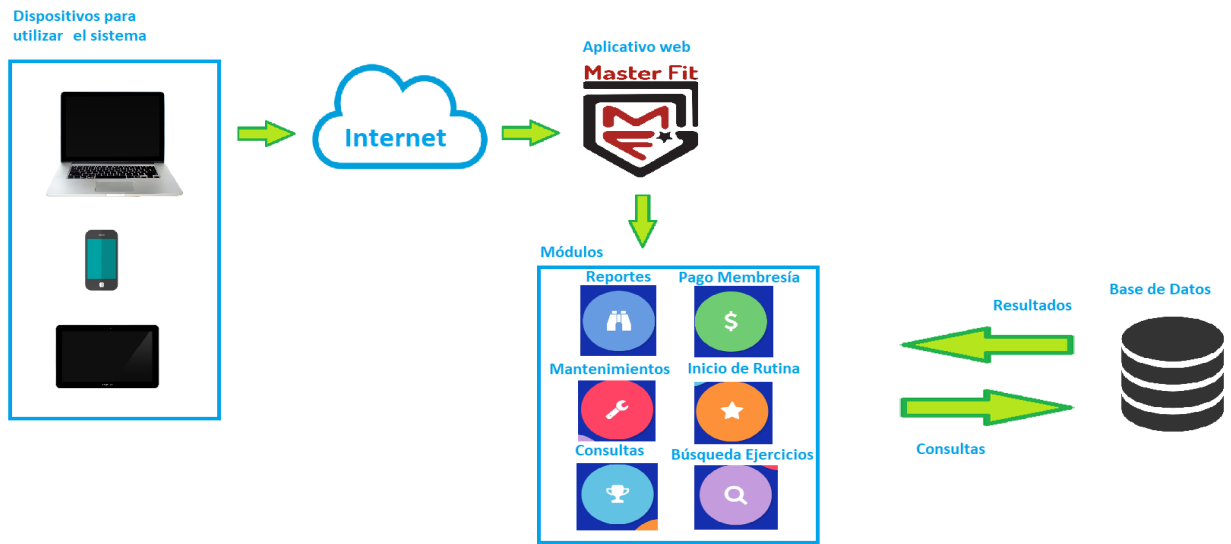 Dispositivos para
utilizar el sistema
Internet
Aplicativo web
Master Fit
Módulos
Reportes
Pago Membresía
$
Mantenimientos
Inicio de Rutina
Consultas
Búsqueda Ejercicios
Resultados
Consultas
Base de Datos